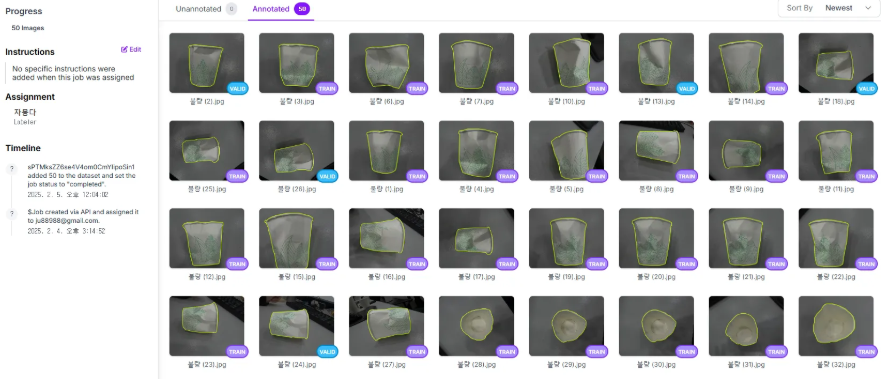 Progress
50 Images
Instructions
Edit
No specific instructions were
added when this job was assigned
Assignment
자룡다
Labeler
Timeline
sPTMksZZ6se4V4om0CmYlipo5in1
added 50 to the dataset and set the
job status to "completed".
2025. 2. 5. 오후 12:04:02
$Job created via API and assigned it
to ju88988@gmail.com.
2025. 2. 4. 오후 3:14:52
Unannotated 0 Annotated 50 Sort By Newest
VALID TRAIN TRAIN TRAIN TRAIN VALID TRAIN VALID
불량 (2).jpg 불량 (3).jpg 불량 (6).jpg 불량 (7).jpg 불량 (10).jpg 불량 (13).jpg 불량 (14).jpg 불량 (18).jpg
TRAIN VALID TRAIN TRAIN TRAIN TRAIN TRAIN TRAIN
불량 (25).jpg 불량 (26).jpg 불량 (1).jpg 불량 (4).jpg 불량 (5).jpg 불량 (8).jpg 불량 (9).jpg 불량 (11).jpg
TRAIN TRAIN TRAIN TRAIN TRAIN TRAIN TRAIN TRAIN
불량 (12).jpg 불량 (15).jpg 불량 (16).jpg 불량 (17).jpg 불량 (19).jpg 불량 (20).jpg 불량 (21).jpg 불량 (22).jpg
TRAIN VALID TRAIN TRAIN TRAIN TRAIN TRAIN TRAIN
불량 (23).jpg 불량 (24).jpg 불량 (27).jpg 불량 (28).jpg 불량 (29).jpg 불량 (30).jpg 불량 (31).jpg 불량 (32).jpg